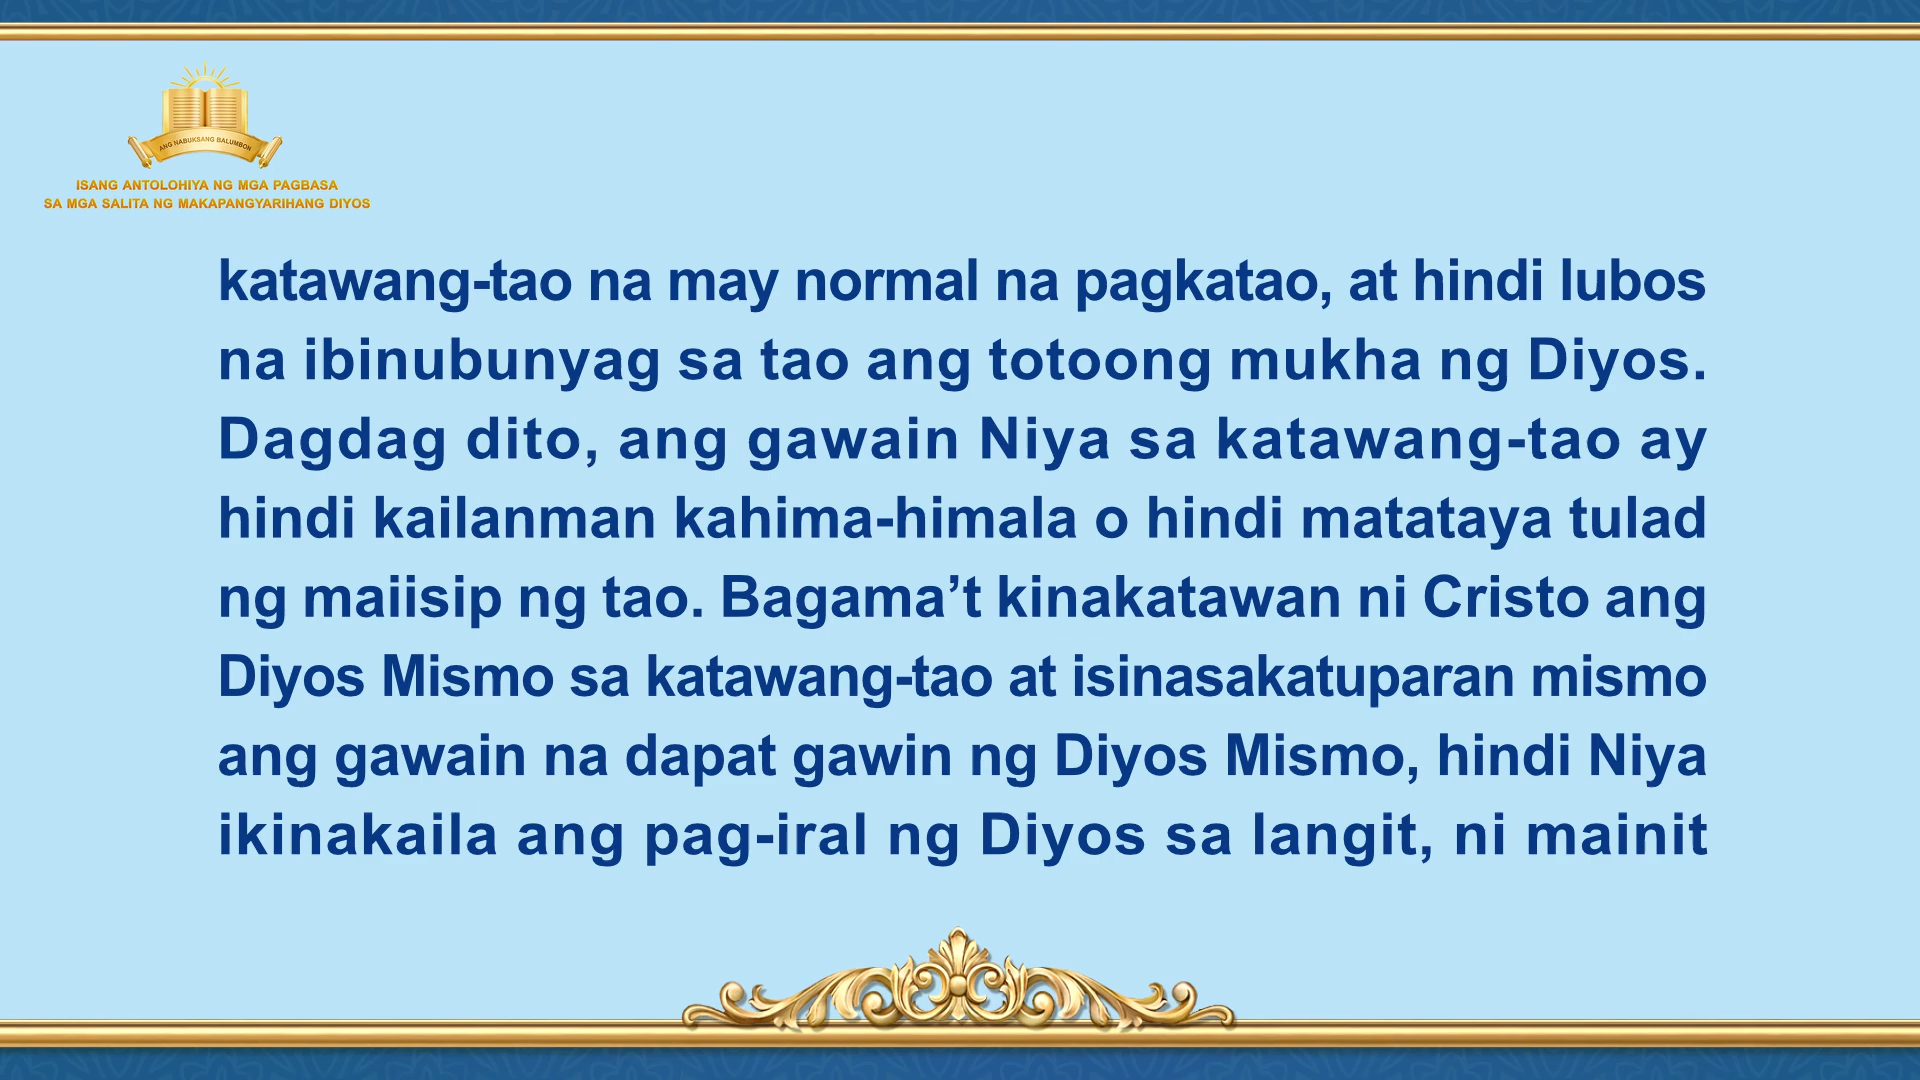 ANG NABUKSANG BALUMBON
ISANG ANTOLOHIYA NG MGA PAGBASA
SA MGA SALITA NG MAKAPANGYARIHANG DIYOS
katawang-tao na may normal na pagkatao, at hindi lubos
na ibinubunyag sa tao ang totoong mukha ng Diyos.
Dagdag dito, ang gawain Niya sa katawang-tao ay
hindi kailanman kahima-himala o hindi matataya tulad
ng maiisip ng tao. Bagama’t kinakatawan ni Cristo ang
Diyos Mismo sa katawang-tao at isinasakatuparan mismo
ang gawain na dapat gawin ng Diyos Mismo, hindi Niya
ikinakaila ang pag-iral ng Diyos sa langit, ni mainit